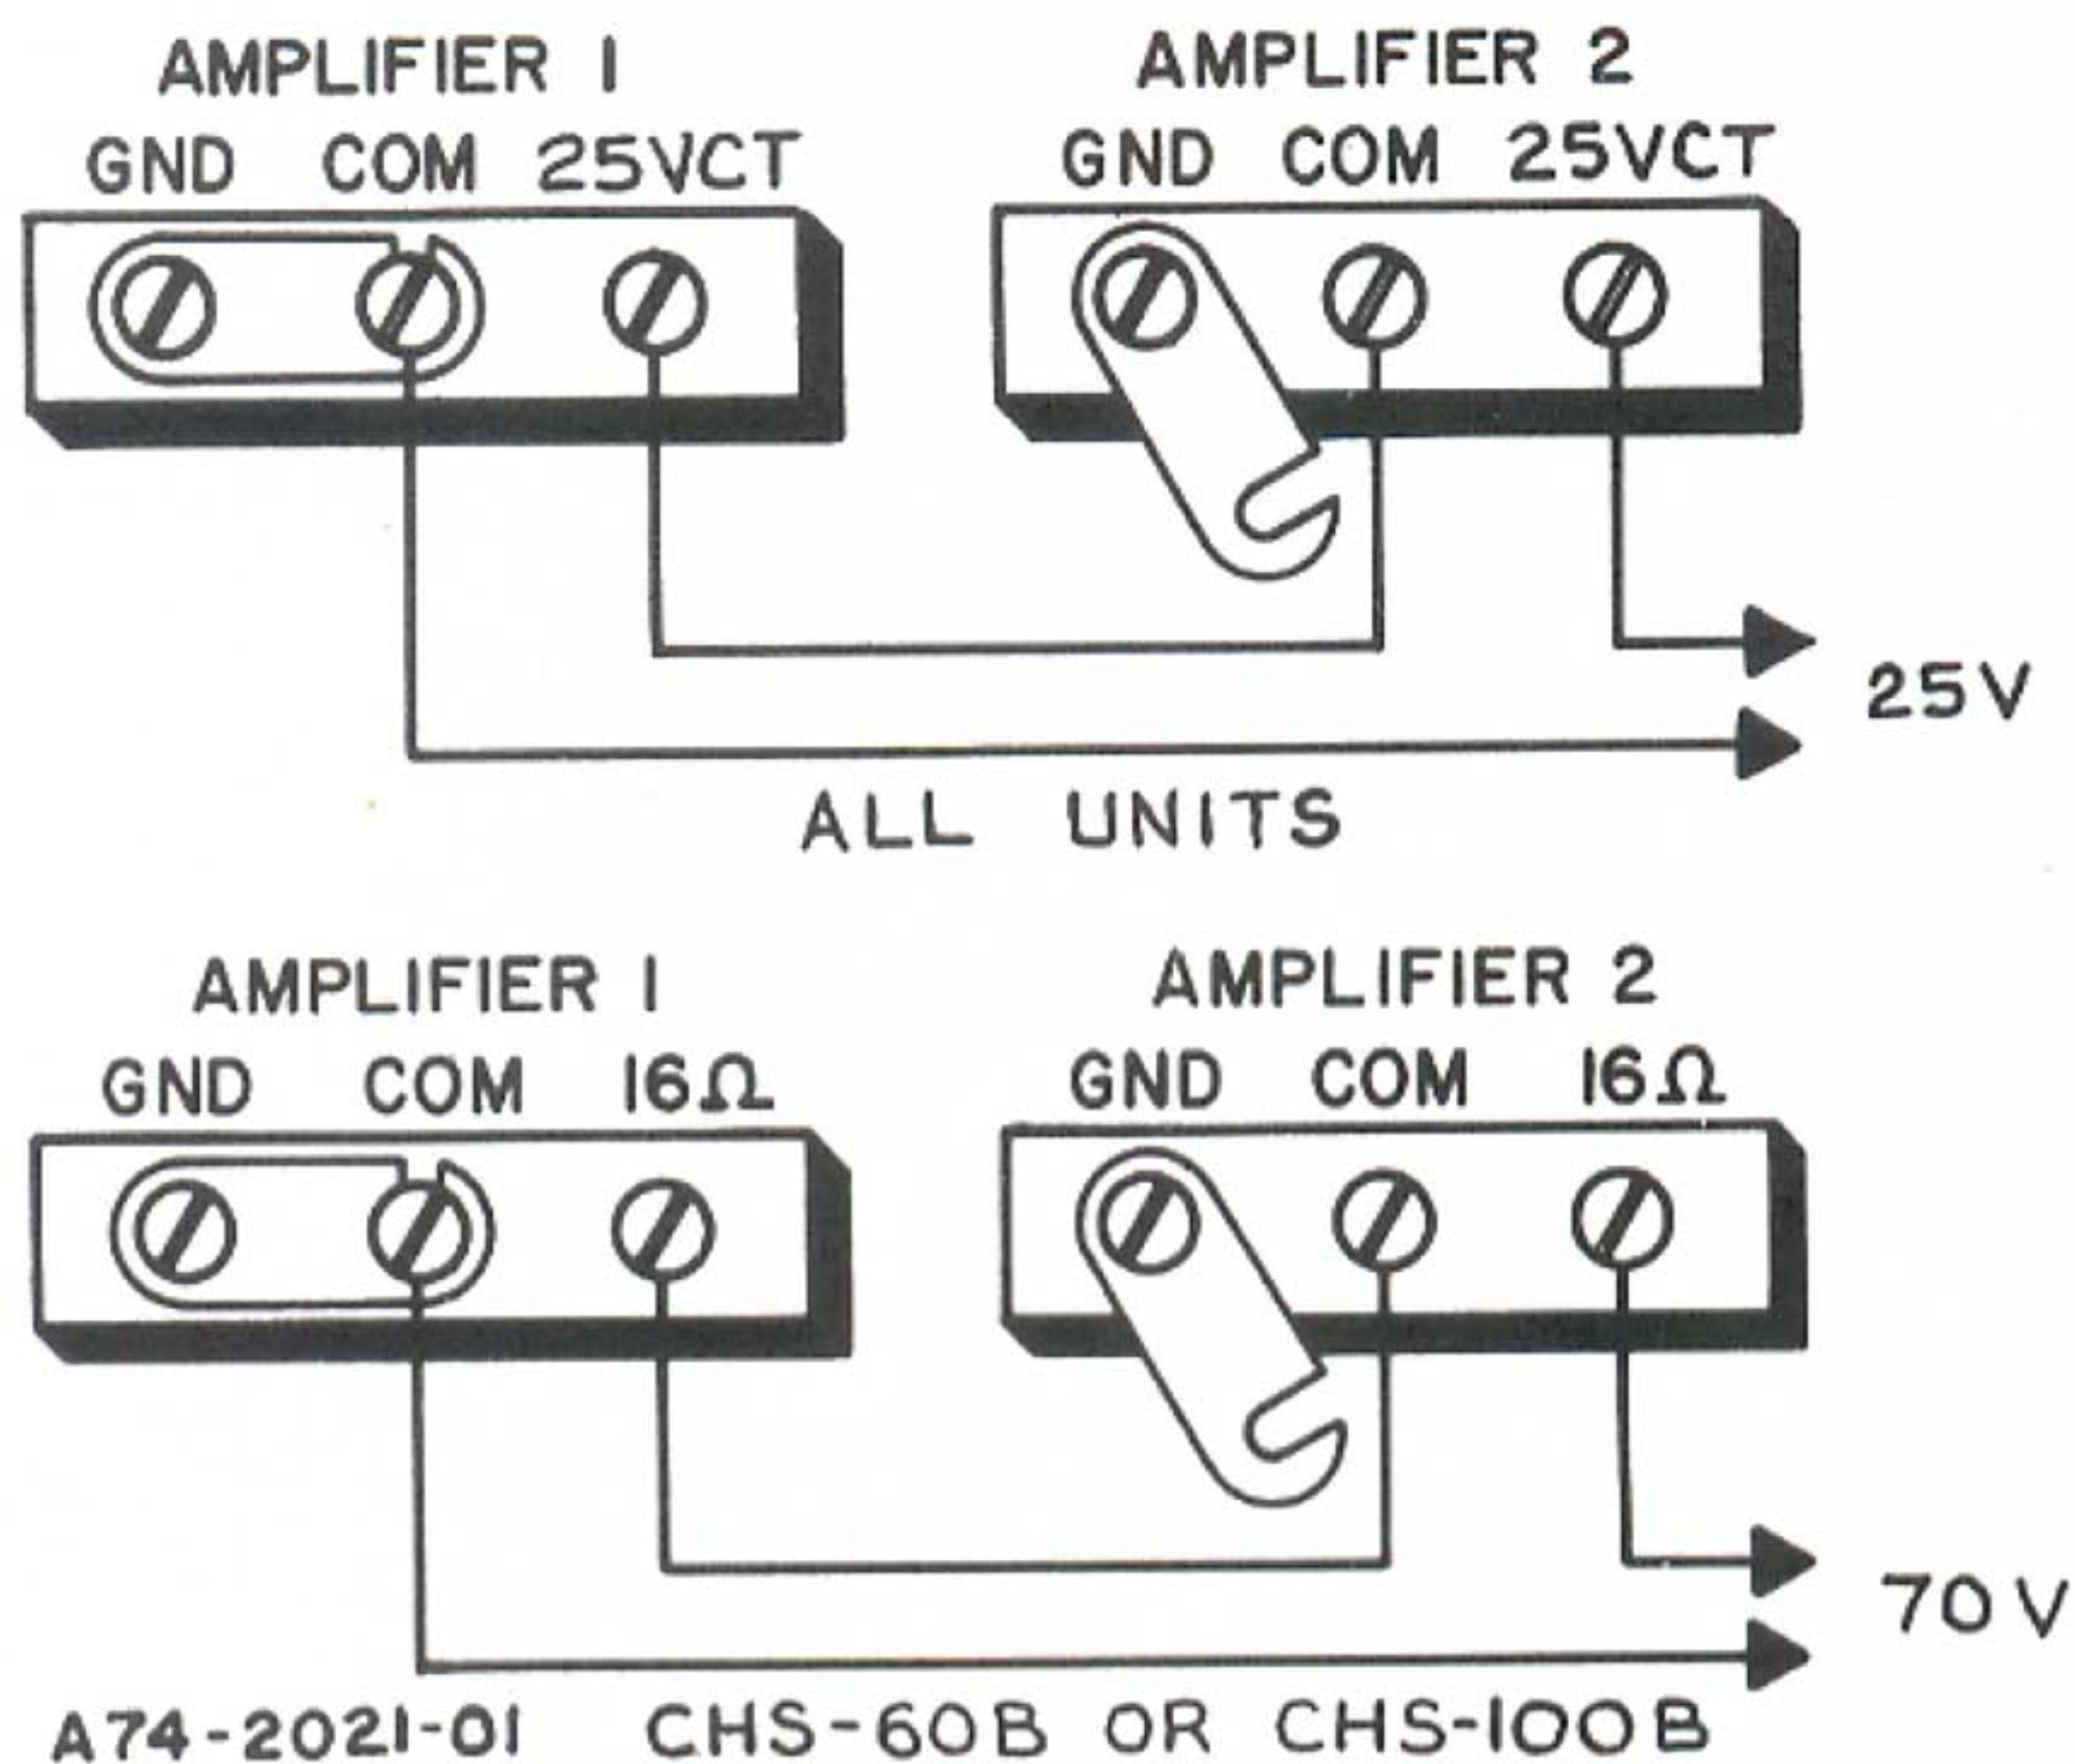 AMPLIFIER 1 AMPLIFIER 2
GND COM 25VCT GND COM 25VCT
25V
ALL UNITS
AMPLIFIER 1 AMPLIFIER 2
GND COM 16Ω GND COM 16Ω
70V
A74-2021-01 CHS-60B OR CHS-100B